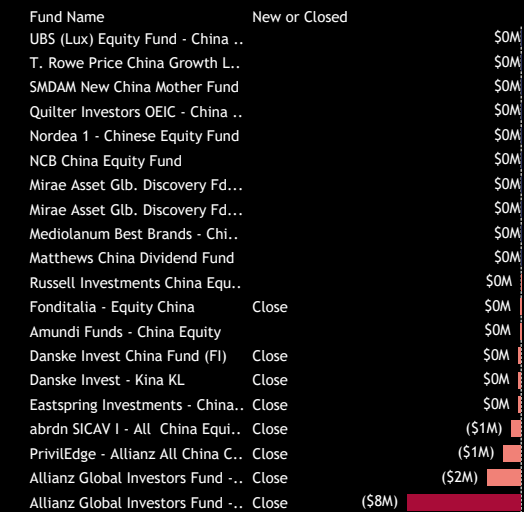 Fund Name New or Closed
UBS (Lux) Equity Fund - China .. $0M
T. Rowe Price China Growth L.. $0M
SMDAM New China Mother Fund $0M
Quilter Investors OEIC - China .. $0M
Nordea 1 - Chinese Equity Fund $0M
NCB China Equity Fund $0M
Mirae Asset Glb. Discovery Fd... $0M
Mirae Asset Glb. Discovery Fd... $0M
Mediolanum Best Brands - Chi.. $0M
Matthews China Dividend Fund $0M
Russell Investments China Equ.. $0M
Fonditalia - Equity China Close $0M
Amundi Funds - China Equity $0M
Danske Invest China Fund (FI) Close $0M
Danske Invest - Kina KL Close $0M
Eastspring Investments - China.. Close $0M
abrdn SICAV I - All China Equi.. Close ($1M)
PrivilEdge - Allianz All China C.. Close ($1M)
Allianz Global Investors Fund -.. Close ($2M)
Allianz Global Investors Fund -.. Close ($8M)